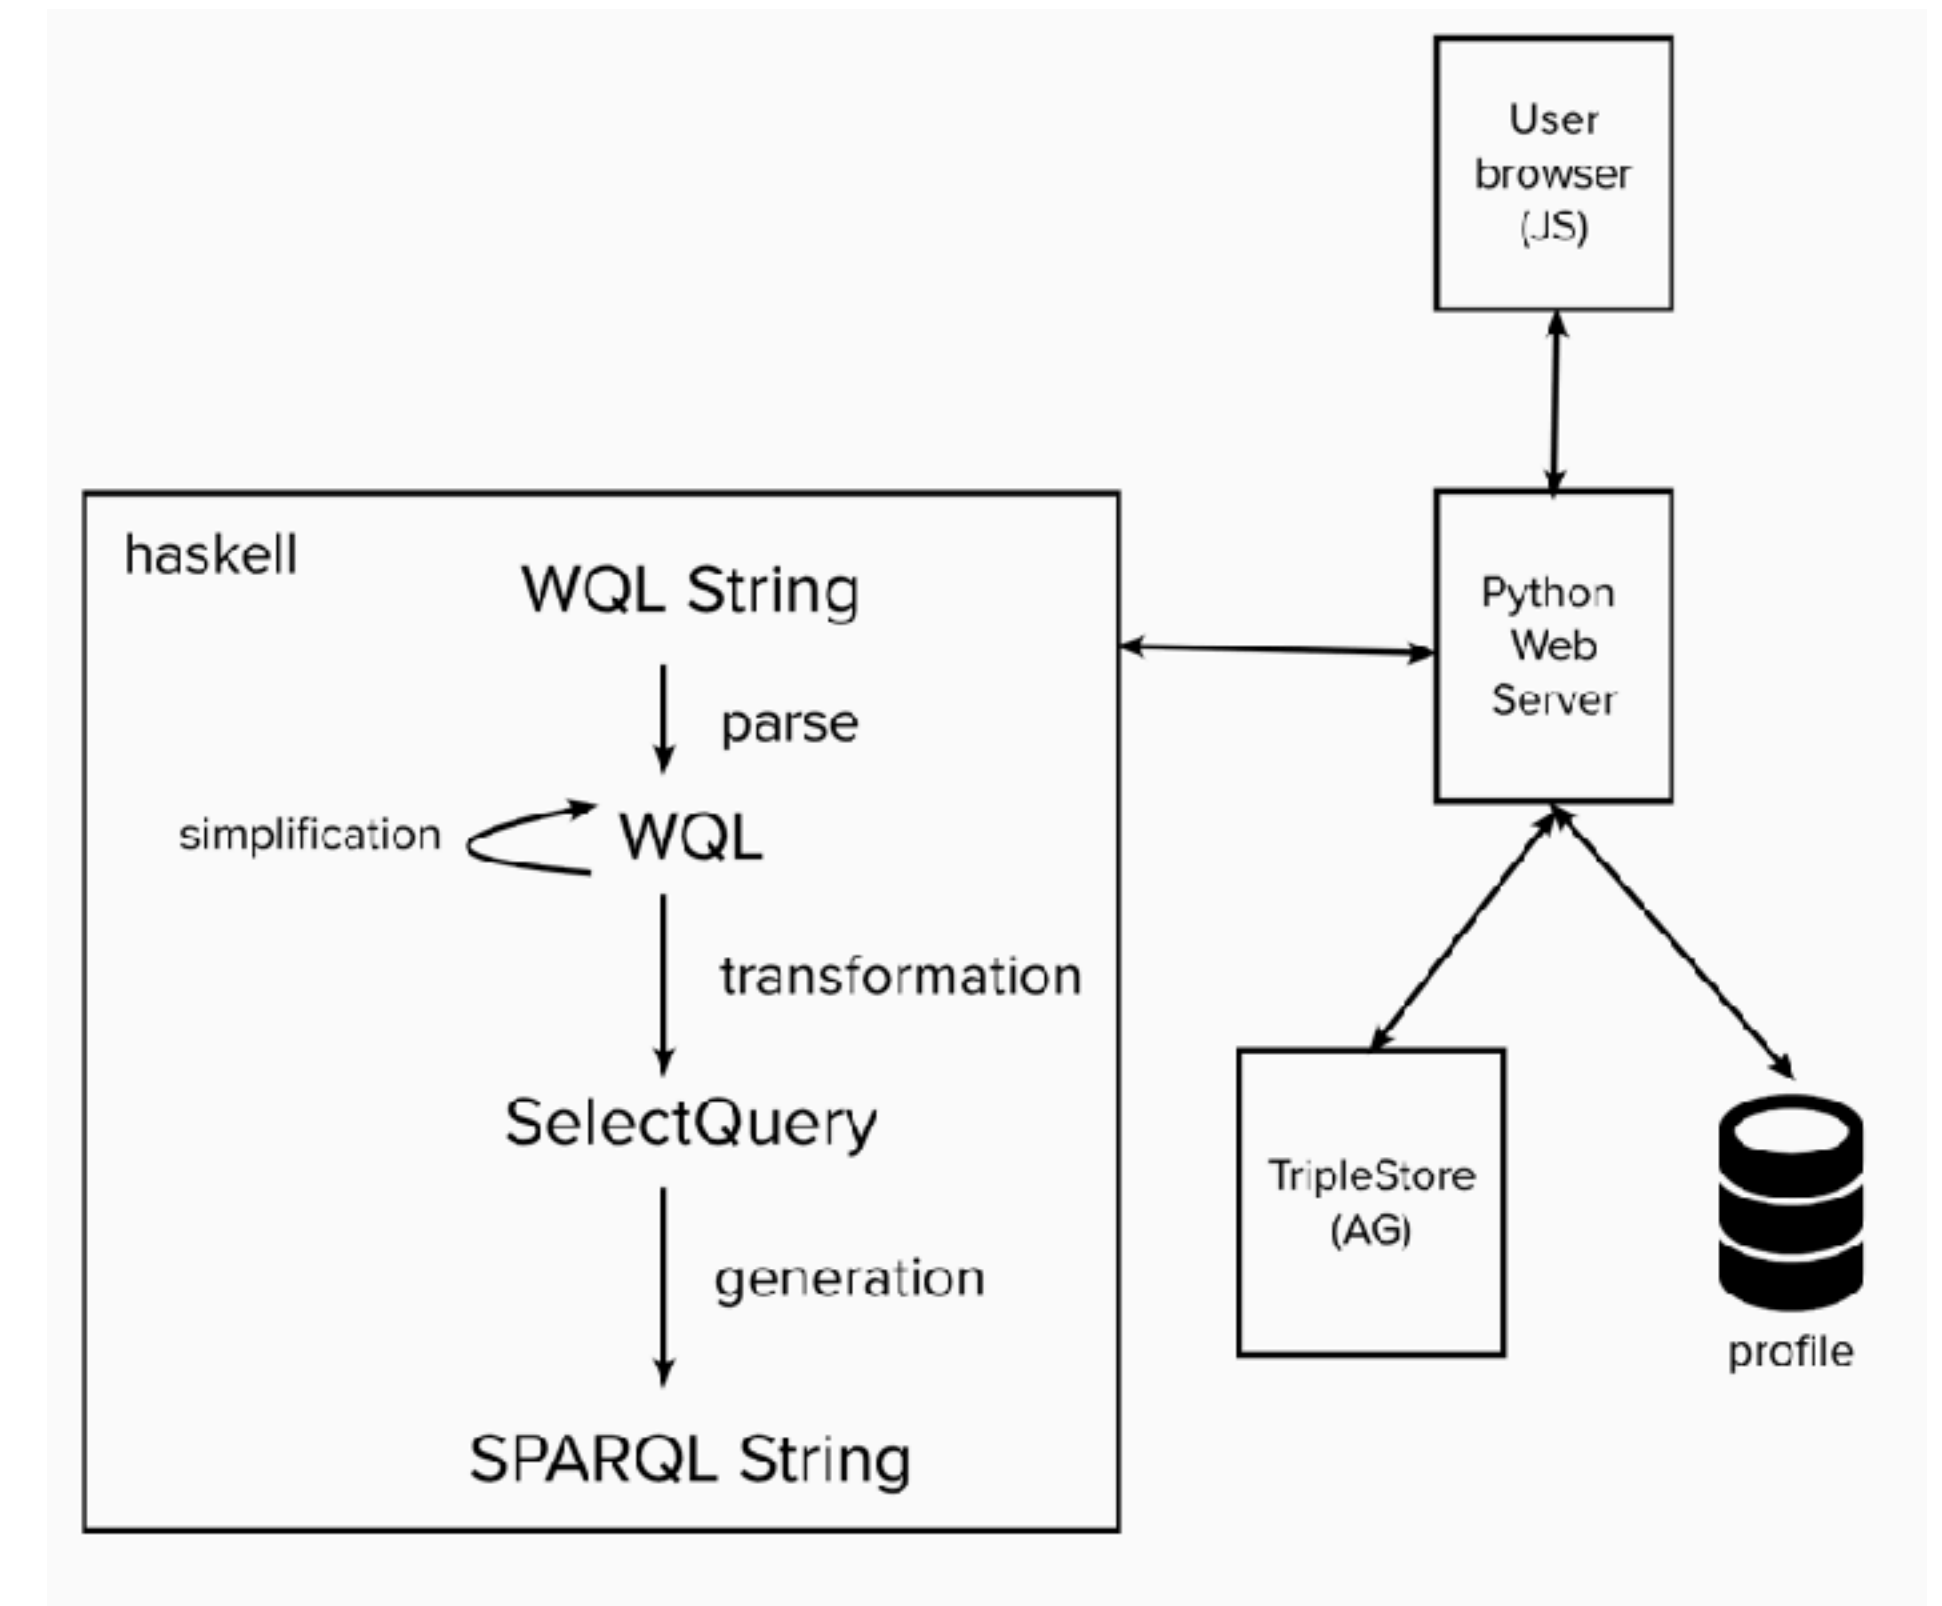 User
browser
(JS)
haskell
WQL String
parse
simplification
WQL
transformation
SelectQuery
generation
SPARQL String
Python
Web
Server
TripleStore
(AG)
profile